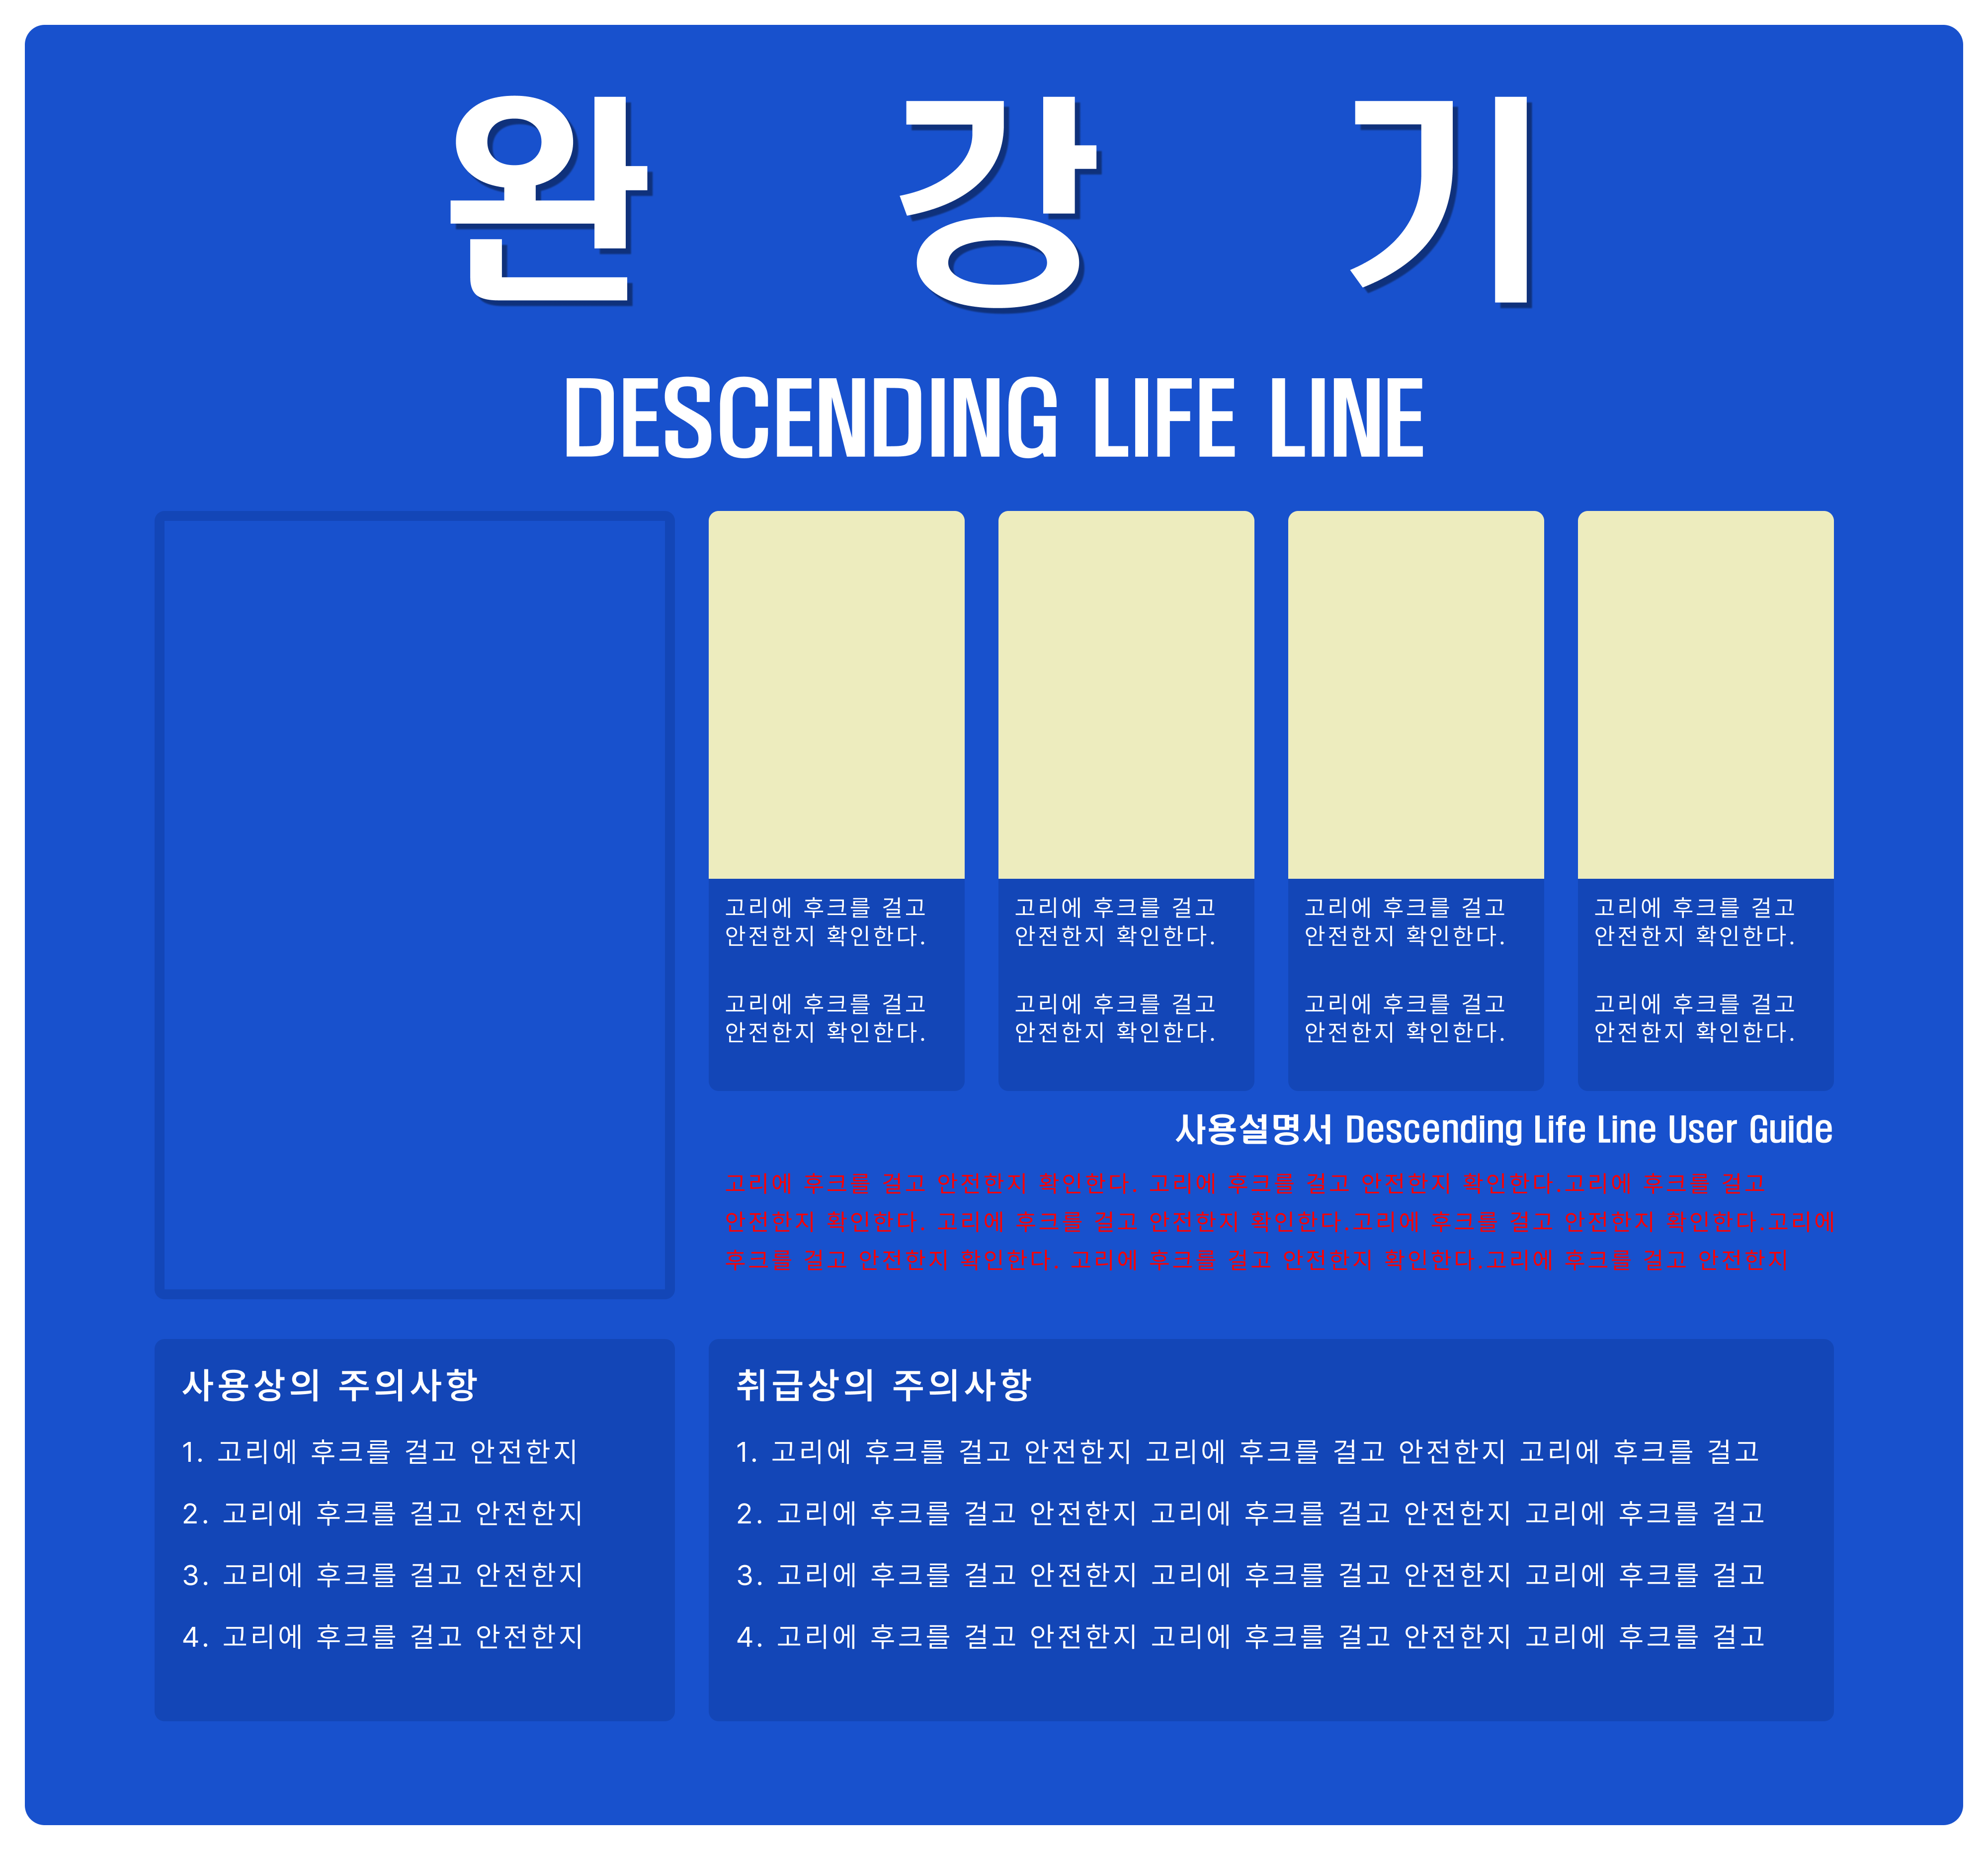 완 강 기
DESCENDING LIFE LINE
고리에 후크를 걸고
안전한지 확인한다.
고리에 후크를 걸고
안전한지 확인한다.
고리에 후크를 걸고
안전한지 확인한다.
고리에 후크를 걸고
안전한지 확인한다.
고리에 후크를 걸고
안전한지 확인한다.
고리에 후크를 걸고
안전한지 확인한다.
고리에 후크를 걸고
안전한지 확인한다.
고리에 후크를 걸고
안전한지 확인한다.
사용설명서 Descending Life Line User Guide
고리에 후크를 걸고 안전한지 확인한다. 고리에 후크를 걸고 안전한지 확인한다.고리에 후크를 걸고
안전한지 확인한다. 고리에 후크를 걸고 안전한지 확인한다.고리에 후크를 걸고 안전한지 확인한다.고리에
후크를 걸고 안전한지 확인한다. 고리에 후크를 걸고 안전한지 확인한다.고리에 후크를 걸고 안전한지
사용상의 주의사항
1. 고리에 후크를 걸고 안전한지
2. 고리에 후크를 걸고 안전한지
3. 고리에 후크를 걸고 안전한지
4. 고리에 후크를 걸고 안전한지
취급상의 주의사항
1. 고리에 후크를 걸고 안전한지 고리에 후크를 걸고 안전한지 고리에 후크를 걸고
2. 고리에 후크를 걸고 안전한지 고리에 후크를 걸고 안전한지 고리에 후크를 걸고
3. 고리에 후크를 걸고 안전한지 고리에 후크를 걸고 안전한지 고리에 후크를 걸고
4. 고리에 후크를 걸고 안전한지 고리에 후크를 걸고 안전한지 고리에 후크를 걸고